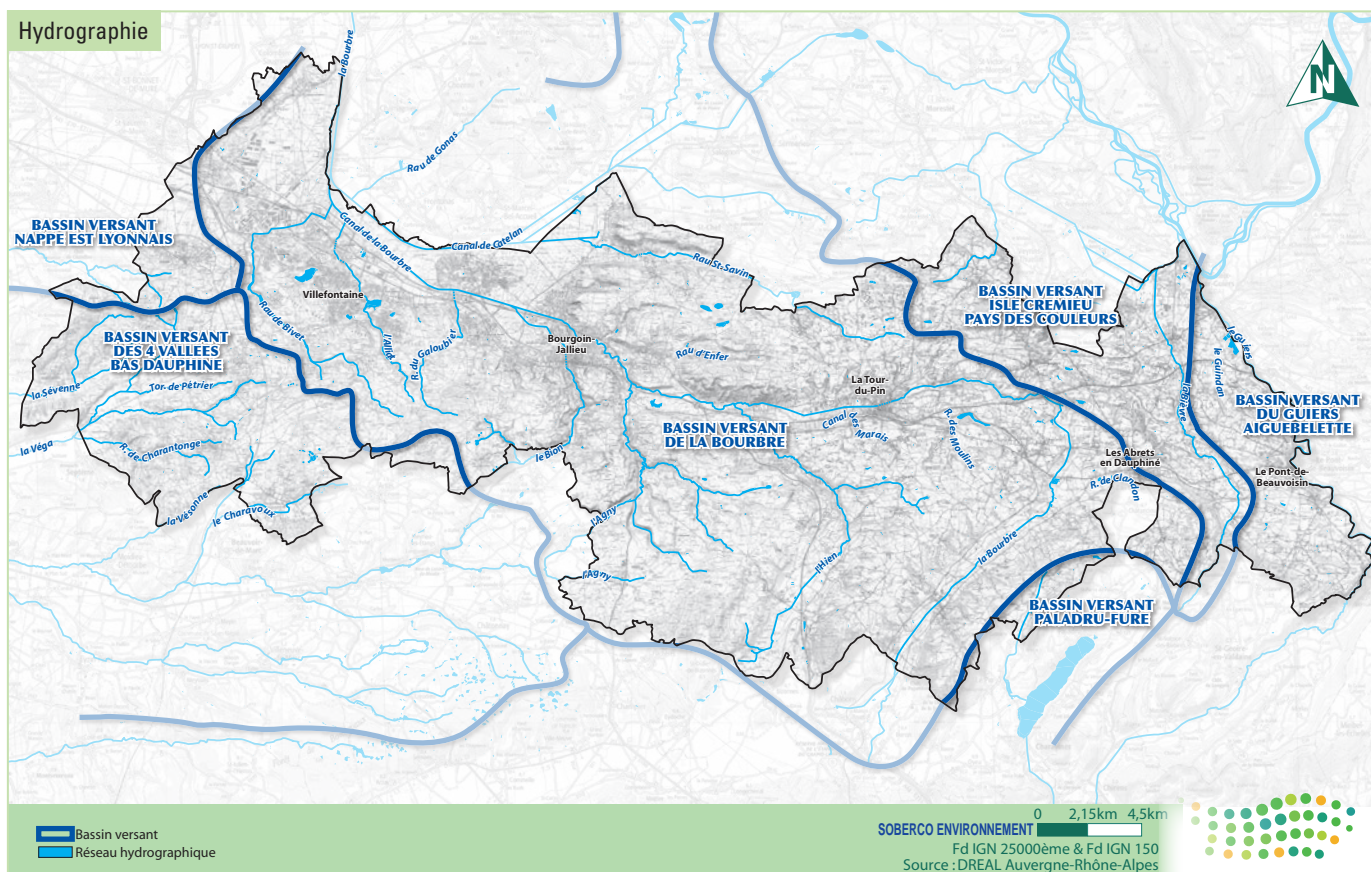 Hydrographie
N
la Bourbre
Rau de Gonas
BASSIN VERSANT
NAPPE EST LYONNAIS
Canal de Catelan
Canal de la Bourbre
Rau St-Savin
Villefontaine
BASSIN VERSANT
ISLE CREMIEU
PAYS DES COULEURS
Rau de Bivet
BASSIN VERSANT
DES 4 VALLEES
BAS DAUPHINE
l'Aillat
R. du Galoubier
Bourgoin-
Jallieu
Rau d'Enfer
le Guiers
le Guindan
la Bièvre
La Tour-
du-Pin
la Sévenne
Tor. de Pétrier
BASSIN VERSANT
DE LA BOURBRE
Canal des Marais
R. des Moulins
BASSIN VERSANT
DU GUIERS
AIGUEBELETTE
la Véga
R. de Charantonge
le Bion
Les Abrets
en Dauphiné
R. de Clandon
Le Pont-de-
Beauvoisin
la Vésonne
le Charavoux
l'Agny
l'Agny
l'Hien
la Bourbre
BASSIN VERSANT
PALADRU-FURE
Bassin versant
Réseau hydrographique
0 2,15km 4,5km
SOBERCO ENVIRONNEMENT
Fd IGN 25000ème & Fd IGN 150
Source : DREAL Auvergne-Rhône-Alpes